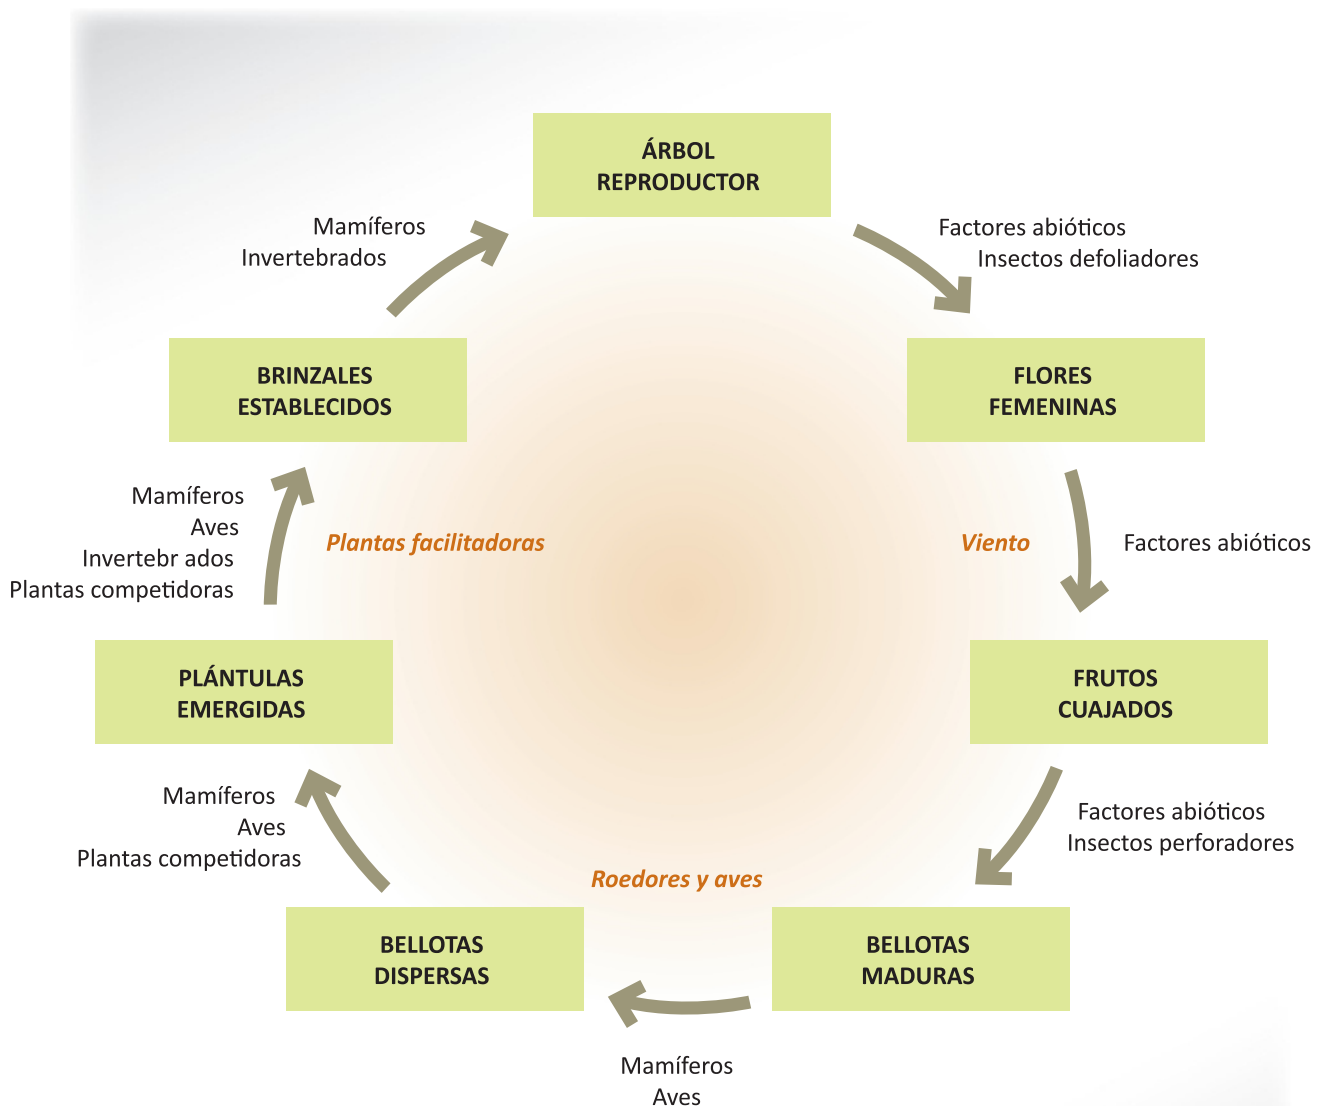 ÁRBOL
REPRODUCTOR
Factores abióticos
Insectos defoliadores
FLORES
FEMENINAS
Viento
Factores abióticos
FRUTOS
CUAJADOS
Factores abióticos
Insectos perforadores
BELLOTAS
MADURAS
Roedores y aves
Mamíferos
Aves
BELLOTAS
DISPERSAS
Mamíferos
Aves
Plantas competidoras
PLÁNTULAS
EMERGIDAS
Mamíferos
Aves
Invertebr ados
Plantas competidoras
Plantas facilitadoras
BRINZALES
ESTABLECIDOS
Mamíferos
Invertebrados